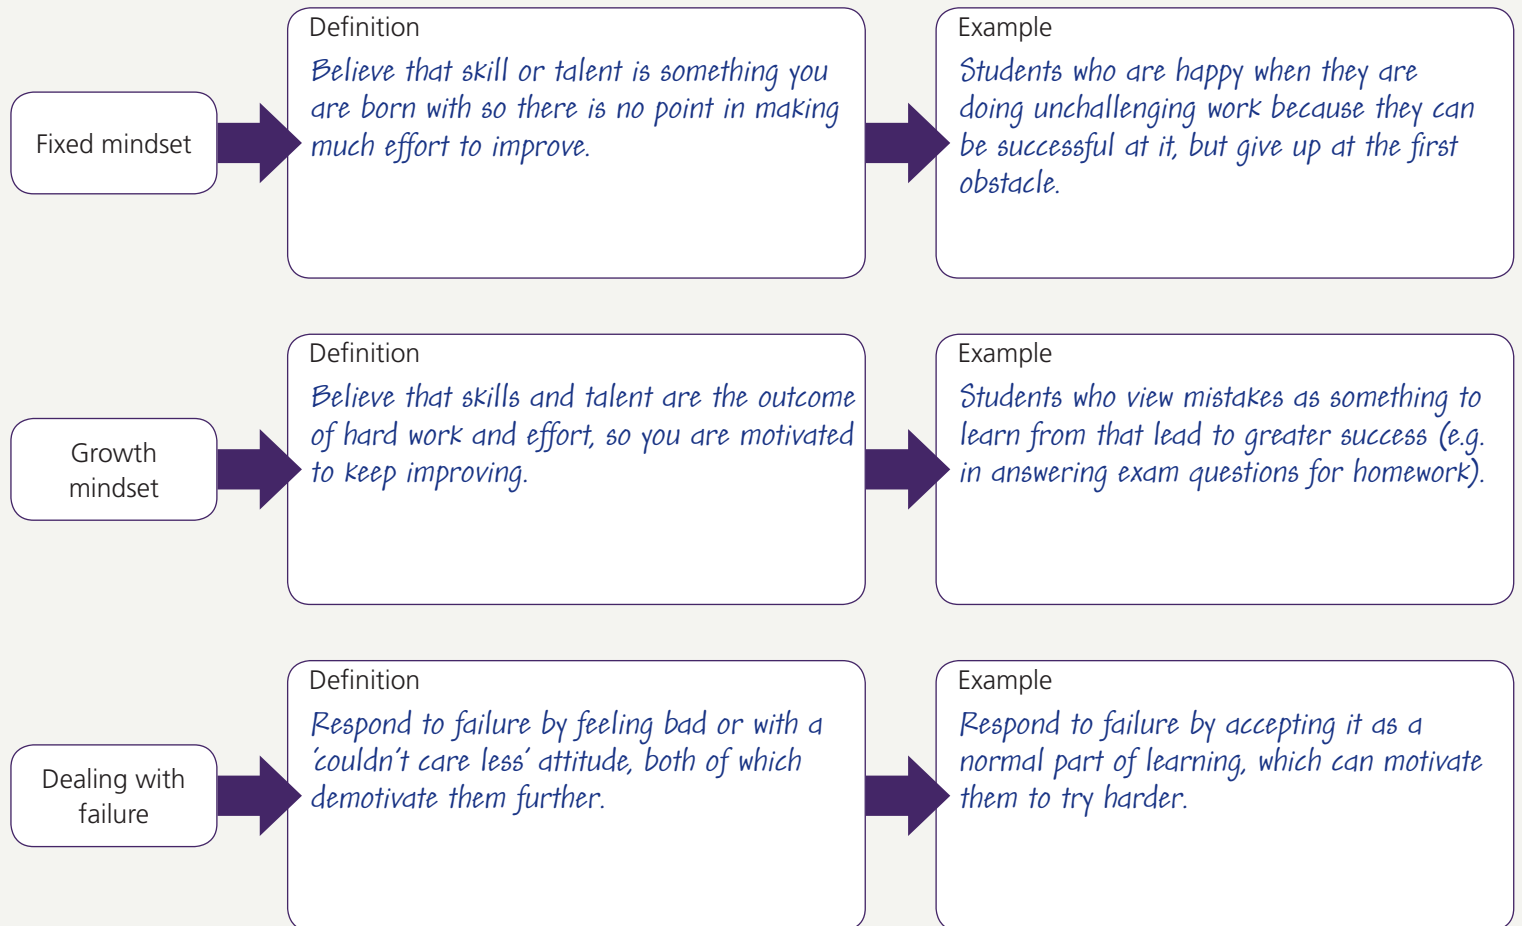 Fixed mindset
Definition
Believe that skill or talent is something you
are born with so there is no point in making
much effort to improve.
Example
Students who are happy when they are
doing unchallenging work because they can
be successful at it, but give up at the first
obstacle.
Growth
mindset
Definition
Believe that skills and talent are the outcome
of hard work and effort, so you are motivated
to keep improving.
Example
Students who view mistakes as something to
learn from that lead to greater success (e.g.
in answering exam questions for homework).
Dealing with
failure
Definition
Respond to failure by feeling bad or with a
‘couldn’t care less’ attitude, both of which
demotivate them further.
Example
Respond to failure by accepting it as a
normal part of learning, which can motivate
them to try harder.